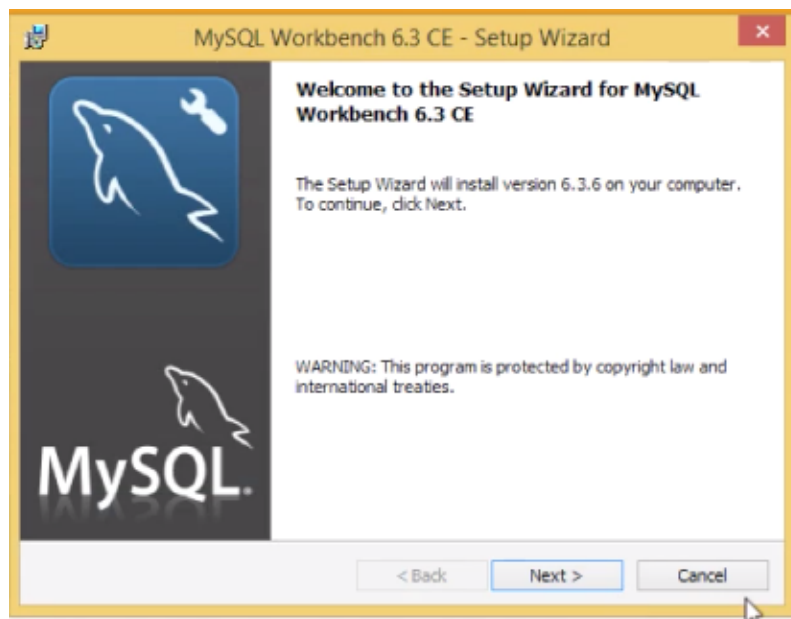 MySQL Workbench 6.3 CE - Setup Wizard
Welcome to the Setup Wizard for MySQL
Workbench 6.3 CE
The Setup Wizard will install version 6.3.6 on your computer.
To continue, click Next.
WARNING: This program is protected by copyright law and
international treaties.
MySQL®
< Back
Next >
Cancel